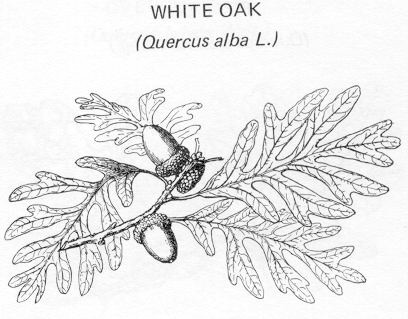 WHITE OAK
(Quercus alba L.)